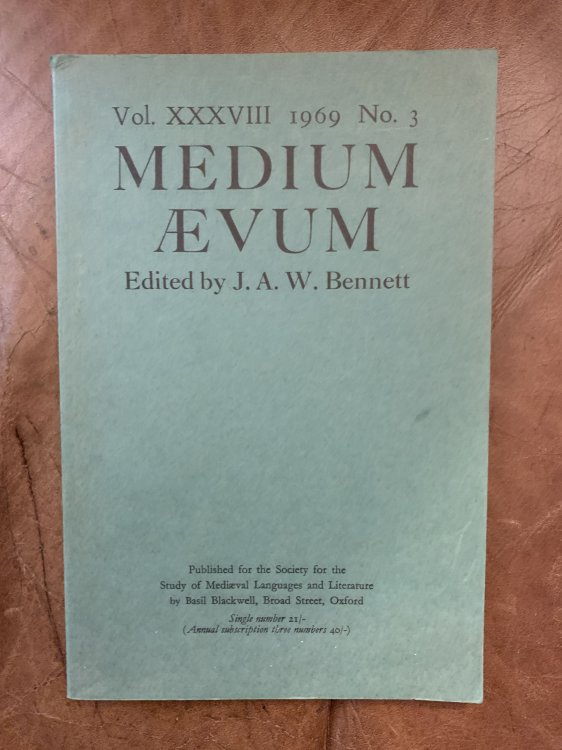 Vol. XXXVIII 1969 No. 3
MEDIUM
ÆVUM
Edited by J. A. W. Bennett
Published for the Society for the
Study of Mediæval Languages and Literature
by Basil Blackwell, Broad Street, Oxford
Single number 21/-
(Annual subscription three numbers 40/-)